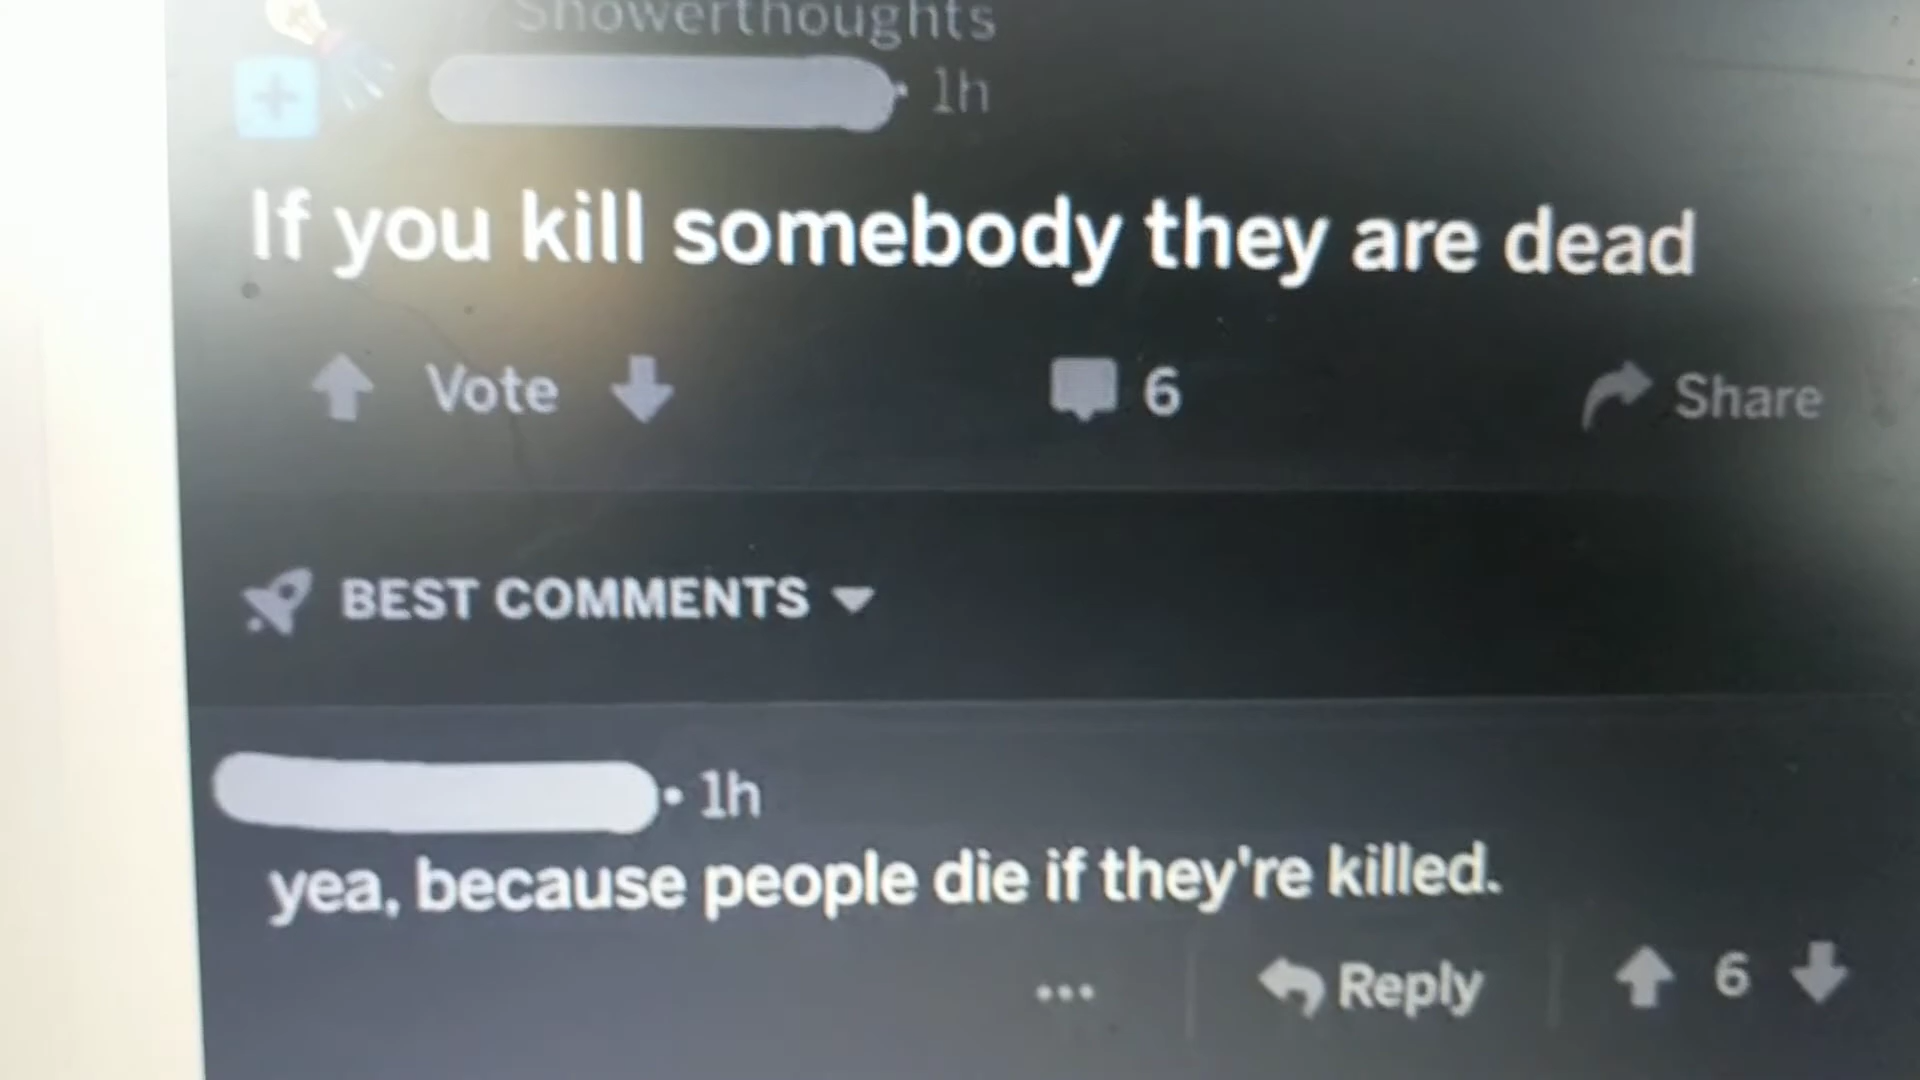 Showerthoughts
• 1h
If you kill somebody they are dead
Vote
6
Share
BEST COMMENTS
• 1h
yea, because people die if they're killed.
... Reply 6